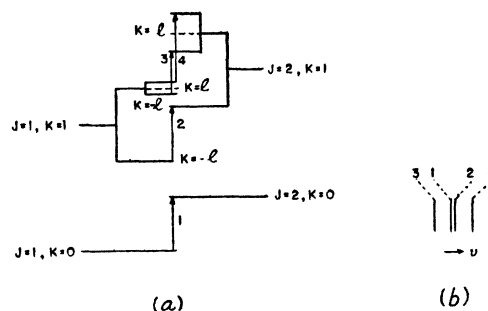 K=ℓ
3 4
J=2, K=1
K=ℓ
K=-ℓ
J=1, K=1
2
K=-ℓ
3 1 2
J=2, K=0
1
J=1, K=0
→ υ
(a)
(b)